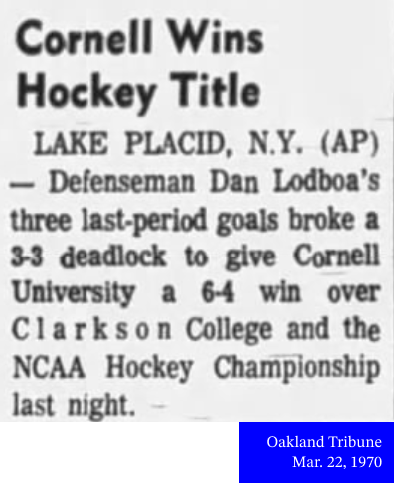 Cornell Wins
Hockey Title
LAKE PLACID, N.Y. (AP)
— Defenseman Dan Lodboa's
three last-period goals broke a
3-3 deadlock to give Cornell
University a 6-4 win over
Clarkson College and the
NCAA Hockey Championship
last night.
Oakland Tribune
Mar. 22, 1970